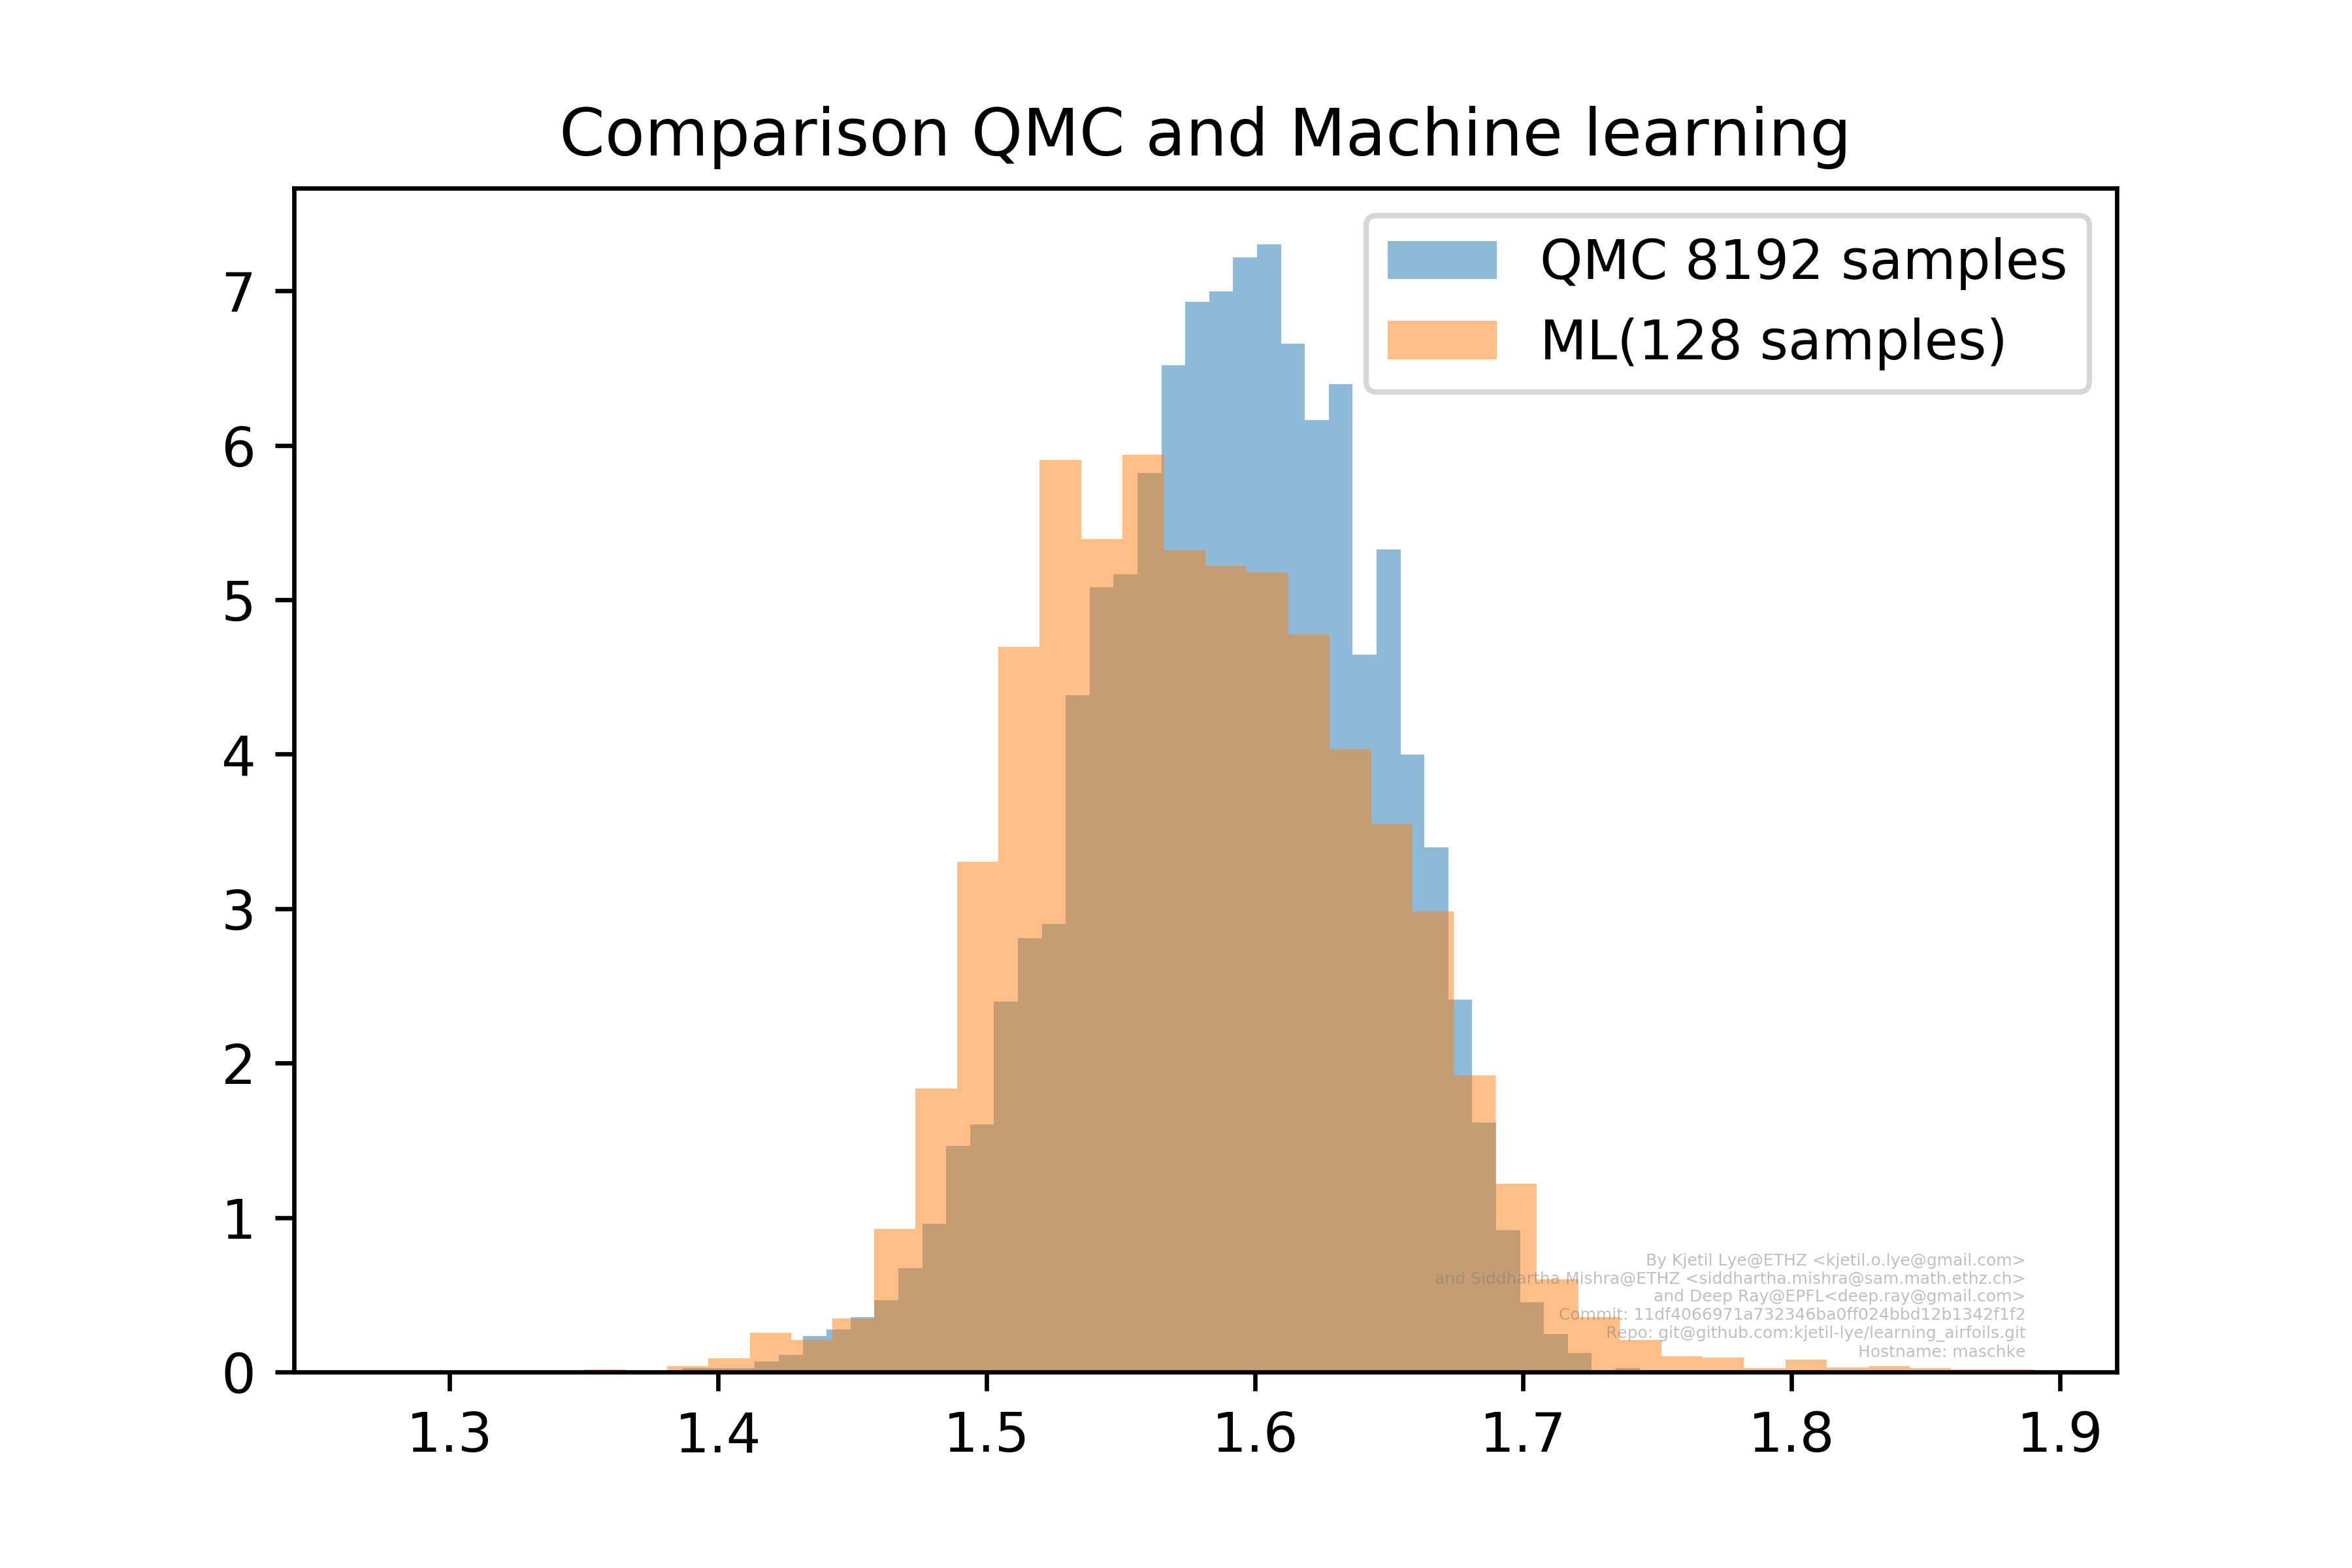 Comparison QMC and Machine learning
QMC 8192 samples
ML(128 samples)
7
6
5
4
3
2
1
0
1.3 1.4 1.5 1.6 1.7 1.8 1.9
By Kjetil Lye@ETHZ <kjetil.o.lye@gmail.com>
and Siddhartha Mishra@ETHZ <siddhartha.mishra@sam.math.ethz.ch>
and Deep Ray@EPFL<deep.ray@gmail.com>
Commit: 11df4066971a732346ba0ff024bbd12b1342f1f2
Repo: git@github.com:kjetil-lye/learning_airfoils.git
Hostname: maschke